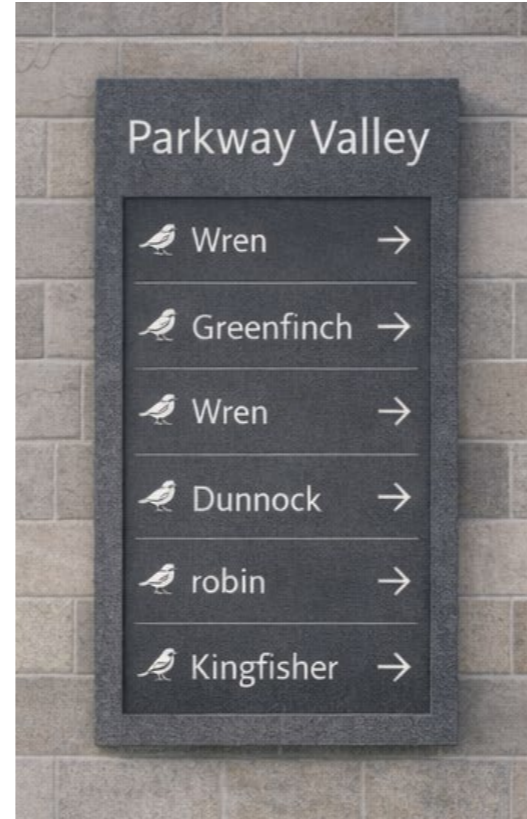 Parkway Valley
Wren
Greenfinch
Wren
Dunnock
robin
Kingfisher